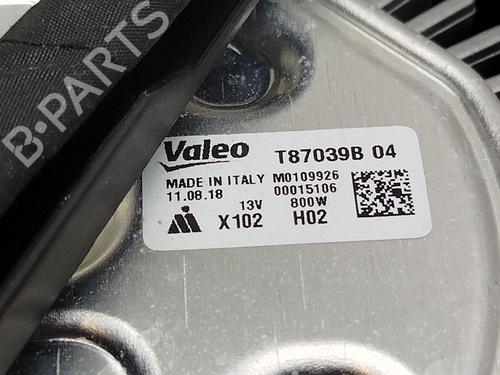 B·PARTS
Valeo T87039B 04
MADE IN ITALY M0109926
11.08.18 00015106
13V 800W
X102 H02